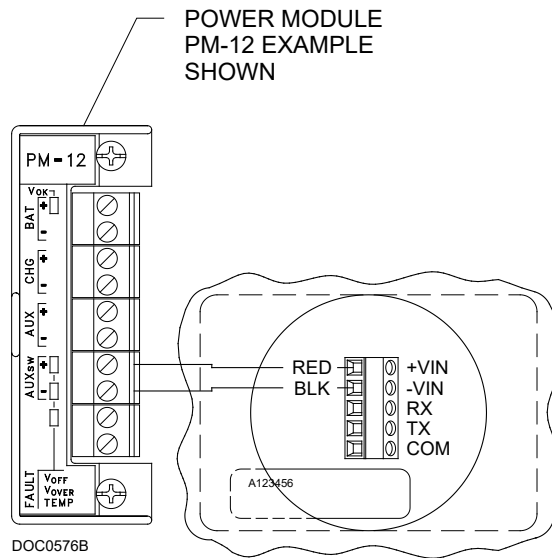 POWER MODULE
PM-12 EXAMPLE
SHOWN
PM-12
VOK
BAT + -
CHG + -
AUX + -
AUXSW + -
FAULT
VOFF
VOVER
TEMP
RED +VIN
BLK -VIN
RX
TX
COM
A123456
DOC0576B